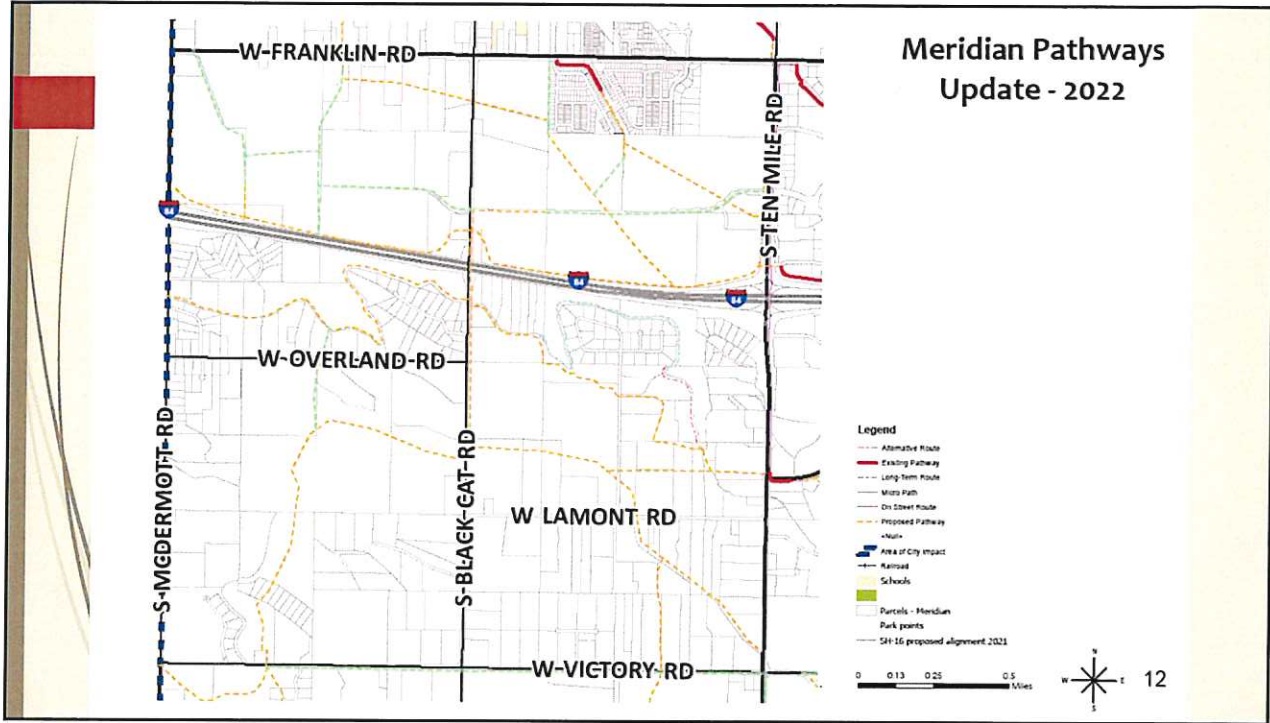 Meridian Pathways
Update - 2022
W-FRANKLIN-RD
S-TEN-MILE-RD
84
84
84
W-OVERLAND-RD
S-MCDERMOTT-RD
S-BLACK-CAT-RD
W LAMONT RD
W-VICTORY-RD
Legend
Alternative Route
Existing Pathway
Long-Term Route
Micro Path
On Street Route
Proposed Pathway
<Null>
Area of City Impact
Railroad
Schools
Parcels - Meridian
Park points
SH-16 proposed alignment 2021
0 0.13 0.25 0.5
Miles
N
W E
S
12